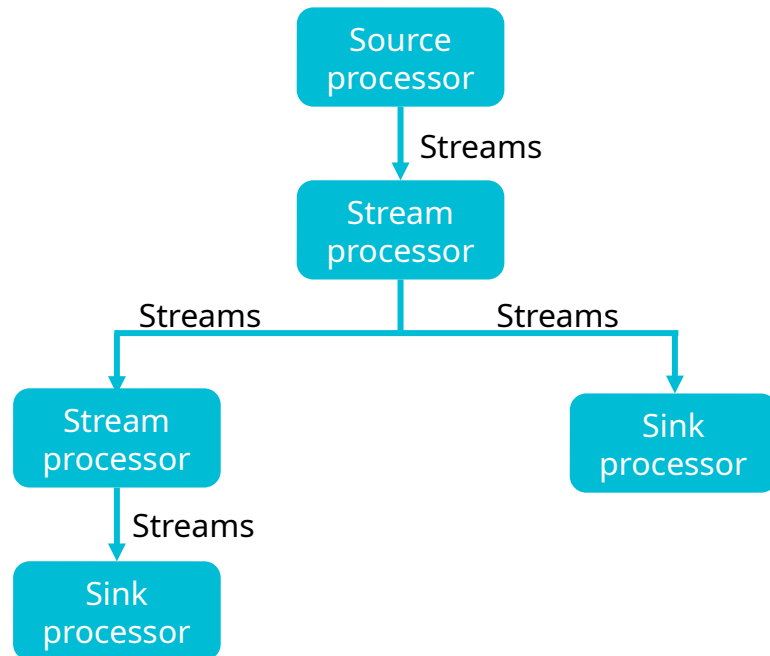 Source
processor
Streams
Stream
processor
Streams
Streams
Stream
processor
Sink
processor
Streams
Sink
processor